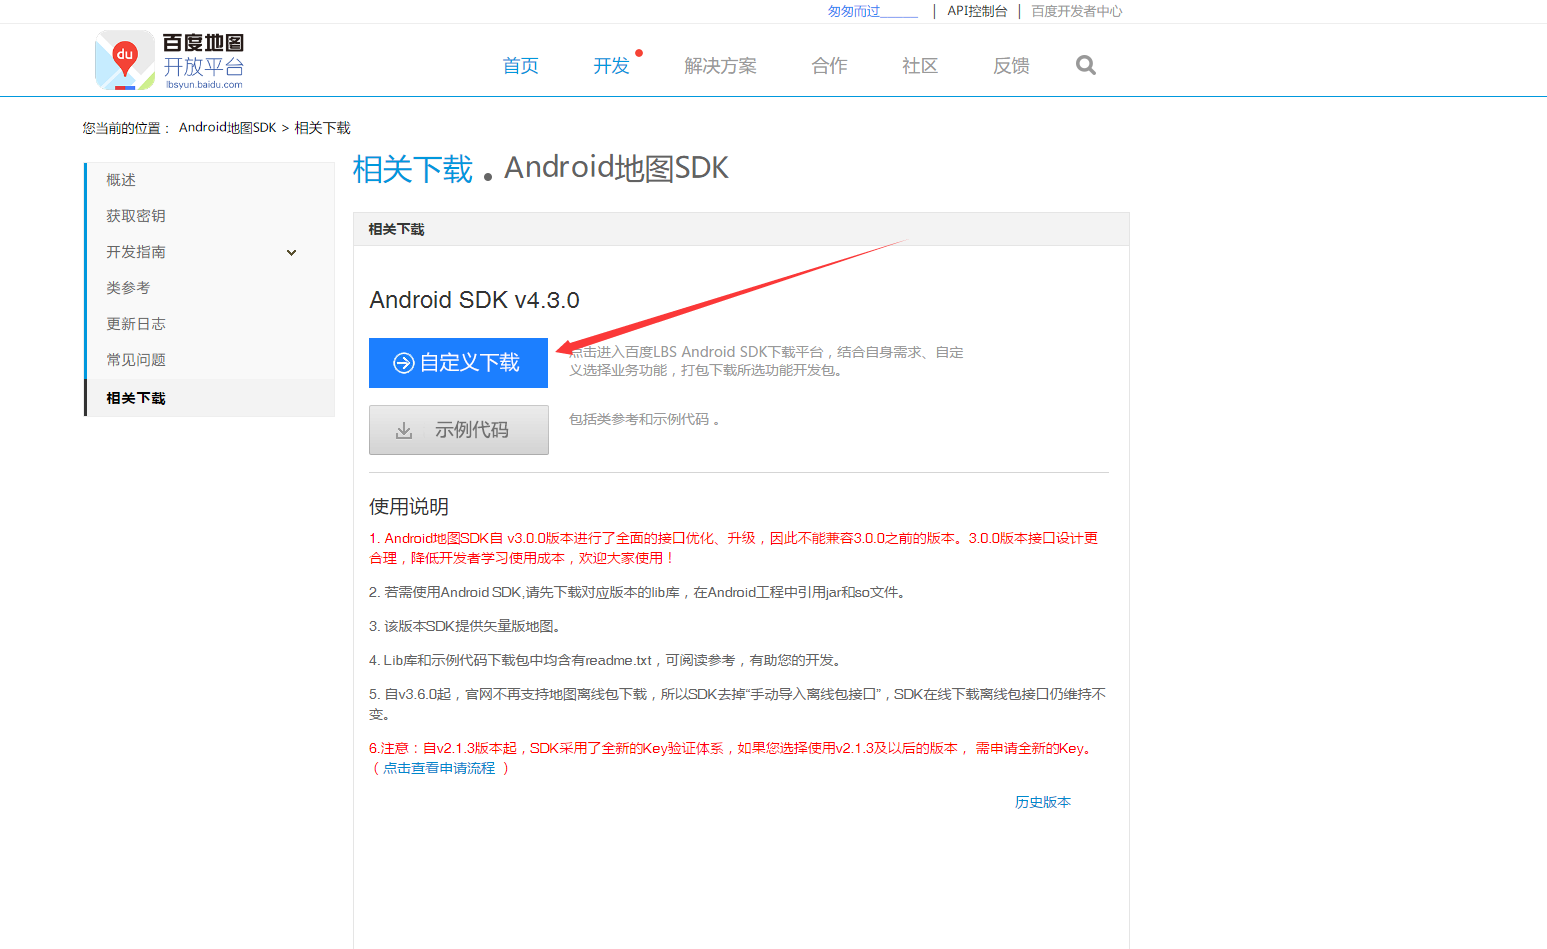 匆匆而过______ | API控制台 | 百度开发者中心
du
百度地图
开放平台
lbsyun.baidu.com
首页 开发 解决方案 合作 社区 反馈
您当前的位置： Android地图SDK > 相关下载
概述
获取密钥
开发指南
类参考
更新日志
常见问题
相关下载
相关下载 . Android地图SDK
相关下载
Android SDK v4.3.0
自定义下载
点击进入百度LBS Android SDK下载平台，结合自身需求、自定
义选择业务功能，打包下载所选功能开发包。
示例代码
包括类参考和示例代码 。
使用说明
1. Android地图SDK自 v3.0.0版本进行了全面的接口优化、升级，因此不能兼容3.0.0之前的版本。3.0.0版本接口设计更
合理，降低开发者学习使用成本，欢迎大家使用！
2. 若需使用Android SDK,请先下载对应版本的lib库，在Android工程中引用jar和so文件。
3. 该版本SDK提供矢量版地图。
4. Lib库和示例代码下载包中均含有readme.txt，可阅读参考，有助您的开发。
5. 自v3.6.0起，官网不再支持地图离线包下载，所以SDK去掉“手动导入离线包接口”，SDK在线下载离线包接口仍维持不
变。
6.注意：自v2.1.3版本起，SDK采用了全新的Key验证体系，如果您选择使用v2.1.3及以后的版本， 需申请全新的Key。
（ 点击查看申请流程 ）
历史版本